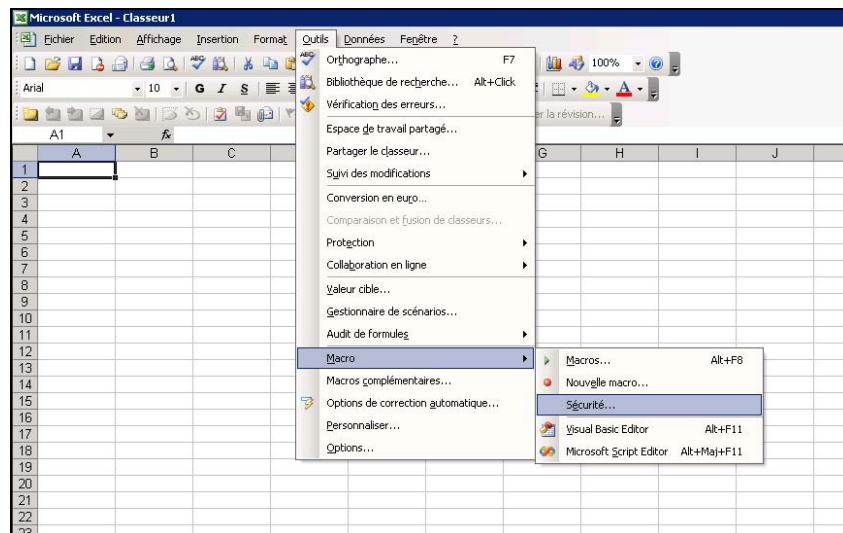 Microsoft Excel - Classeur1
Fichier Edition Affichage Insertion Format Outils Données Fenêtre ?
100%
Arial 10 G I S
er la révision...
A1 fx
A B C G H I J
1
2
3
4
5
6
7
8
9
10
11
12
13
14
15
16
17
18
19
20
21
22
23
Orthographe... F7
Bibliothèque de recherche... Alt+Click
Vérification des erreurs...
Espace de travail partagé...
Partager le classeur...
Suivi des modifications
Conversion en euro...
Comparaison et fusion de classeurs...
Protection
Collaboration en ligne
Valeur cible...
Gestionnaire de scénarios...
Audit de formules
Macro
Macros complémentaires...
Options de correction automatique...
Personnaliser...
Options...
Macros... Alt+F8
Nouvelle macro...
Sécurité...
Visual Basic Editor Alt+F11
Microsoft Script Editor Alt+Maj+F11